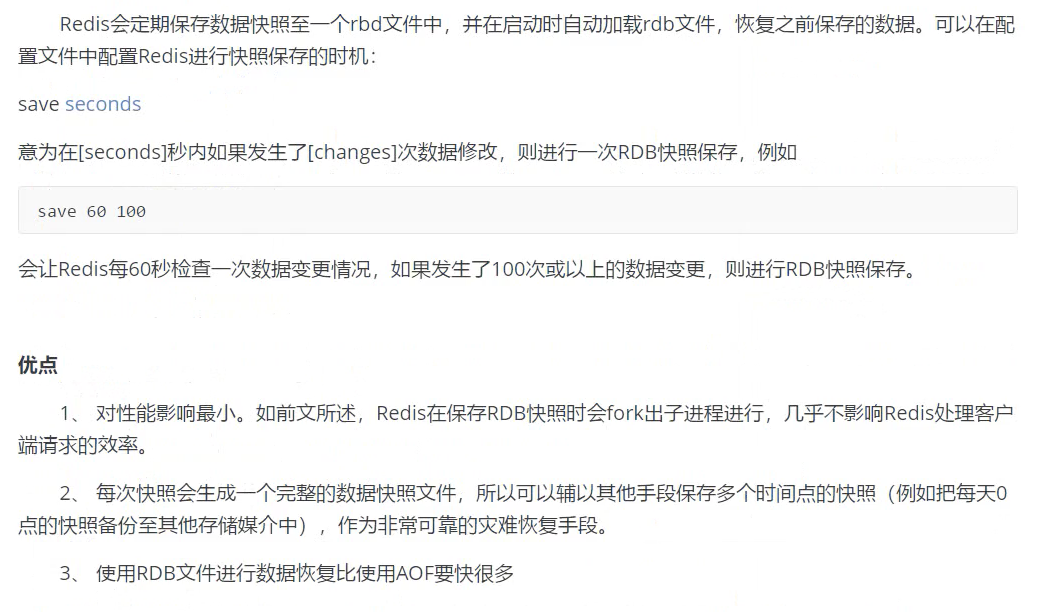 Redis会定期保存数据快照至一个rbd文件中，并在启动时自动加载rdb文件，恢复之前保存的数据。可以在配
置文件中配置Redis进行快照保存的时机：
save seconds
意为在[seconds]秒内如果发生了[changes]次数据修改，则进行一次RDB快照保存，例如
save 60 100
会让Redis每60秒检查一次数据变更情况，如果发生了100次或以上的数据变更，则进行RDB快照保存。
优点
1、 对性能影响最小。如前文所述，Redis在保存RDB快照时会fork出子进程进行，几乎不影响Redis处理客户
端请求的效率。
2、 每次快照会生成一个完整的数据快照文件，所以可以辅以其他手段保存多个时间点的快照（例如把每天0
点的快照备份至其他存储媒介中），作为非常可靠的灾难恢复手段。
3、 使用RDB文件进行数据恢复比使用AOF要快很多